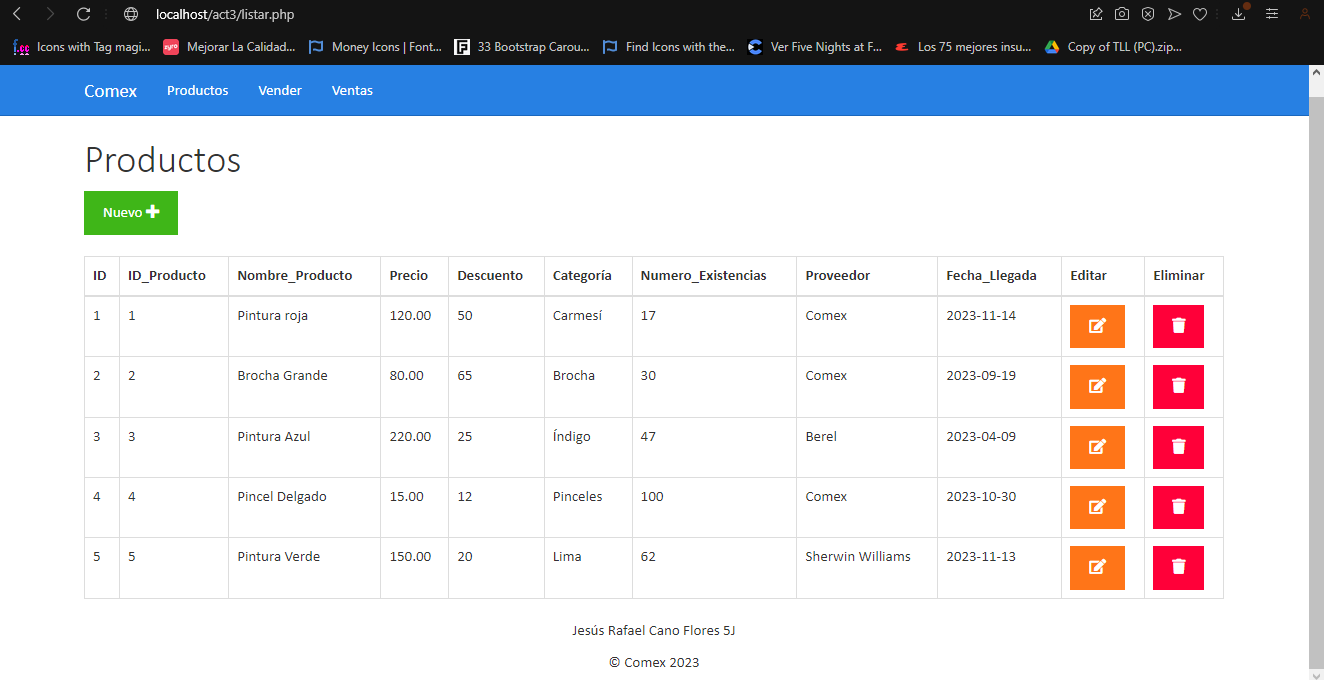 localhost/act3/listar.php
f.cc Icons with Tag magi... zyro Mejorar La Calidad... Money Icons | Font... F 33 Bootstrap Carou... Find Icons with the... Ver Five Nights at F... Los 75 mejores insu... Copy of TLL (PC).zip...
Comex Productos Vender Ventas
Productos
Nuevo
ID ID_Producto Nombre_Producto Precio Descuento Categoría Numero_Existencias Proveedor Fecha_Llegada Editar Eliminar
1 1 Pintura roja 120.00 50 Carmesí 17 Comex 2023-11-14
2 2 Brocha Grande 80.00 65 Brocha 30 Comex 2023-09-19
3 3 Pintura Azul 220.00 25 Índigo 47 Berel 2023-04-09
4 4 Pincel Delgado 15.00 12 Pinceles 100 Comex 2023-10-30
5 5 Pintura Verde 150.00 20 Lima 62 Sherwin Williams 2023-11-13
Jesús Rafael Cano Flores 5J
© Comex 2023